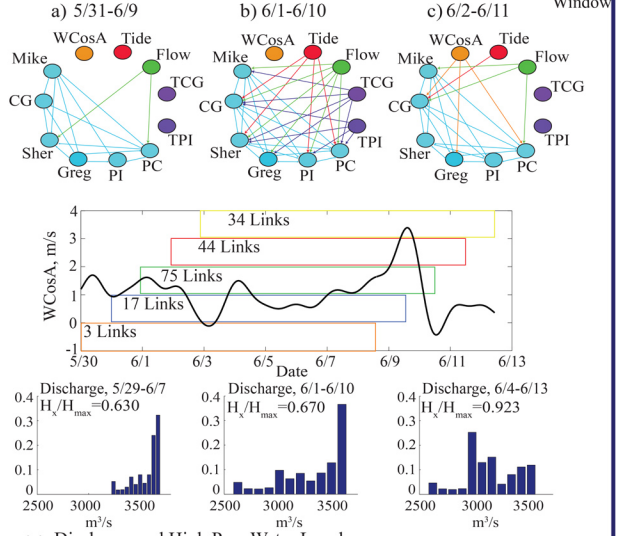 Window
a) 5/31-6/9
b) 6/1-6/10
c) 6/2-6/11
WCosA Tide
Mike Flow
TCG
CG
TPI
Sher
Greg PI PC
WCosA Tide
Mike Flow
TCG
CG
TPI
Sher
Greg PI PC
WCosA Tide
Mike Flow
TCG
CG
TPI
Sher
Greg PI PC
WCosA, m/s
4
3
2
1
0
-1
34 Links
44 Links
75 Links
17 Links
3 Links
5/30 6/1 6/3 6/5 6/7 6/9 6/11 6/13
Date
Discharge, 5/29-6/7
Hx/Hmax=0.630
0.4
0.3
0.2
0.1
0
2500 3000 3500
m³/s
Discharge, 6/1-6/10
Hx/Hmax=0.670
0.4
0.3
0.2
0.1
0
2500 3000 3500
m³/s
Discharge, 6/4-6/13
Hx/Hmax=0.923
0.4
0.3
0.2
0.1
0
2500 3000 3500
m³/s